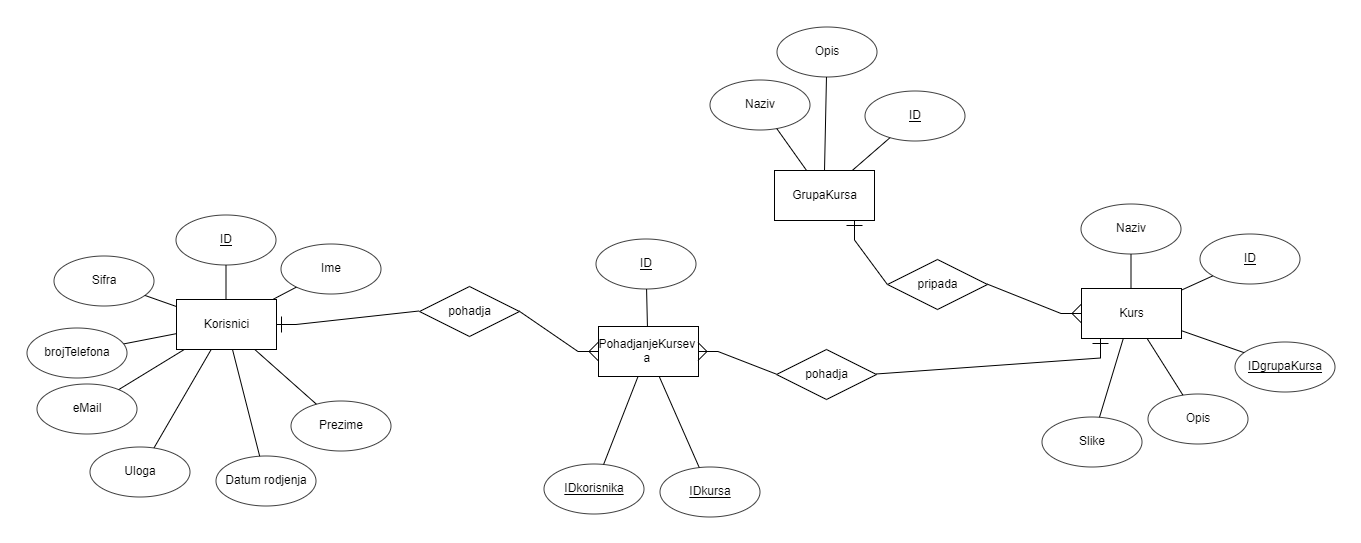 Opis
Naziv
ID
GrupaKursa
Naziv
ID
pripada
Kurs
IDgrupaKursa
Opis
Slike
ID
Ime
Sifra
Korisnici
brojTelefona
eMail
Uloga
Datum rodjenja
Prezime
pohadja
ID
PohadjanjeKursev
a
pohadja
IDkorisnika
IDkursa